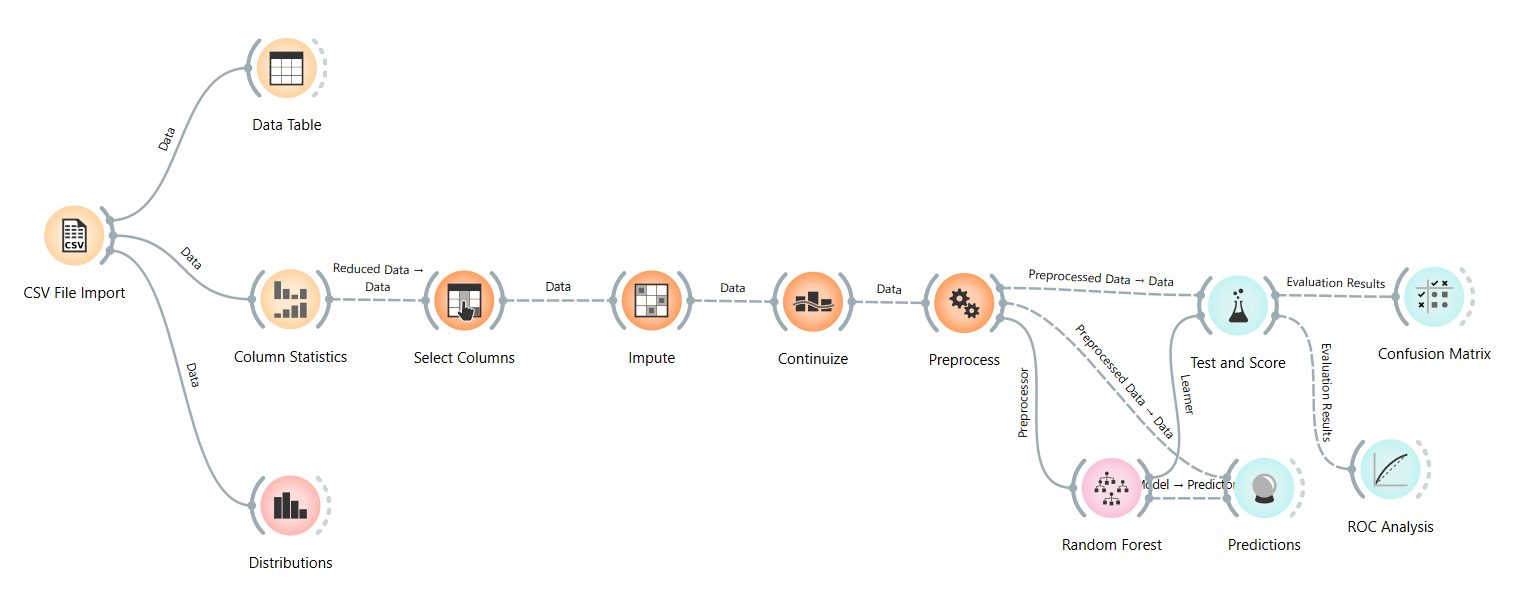 Data Table
Data
CSV
CSV File Import
Data
Data
Column Statistics
Reduced Data → Data
Select Columns
Data
Impute
Data
Continuize
Data
Preprocess
Preprocessed Data → Data
Preprocessed Data → Data
Preprocessor
Test and Score
Learner
Evaluation Results
Evaluation Results
Confusion Matrix
Distributions
Random Forest
Model → Predictor
Predictions
ROC Analysis